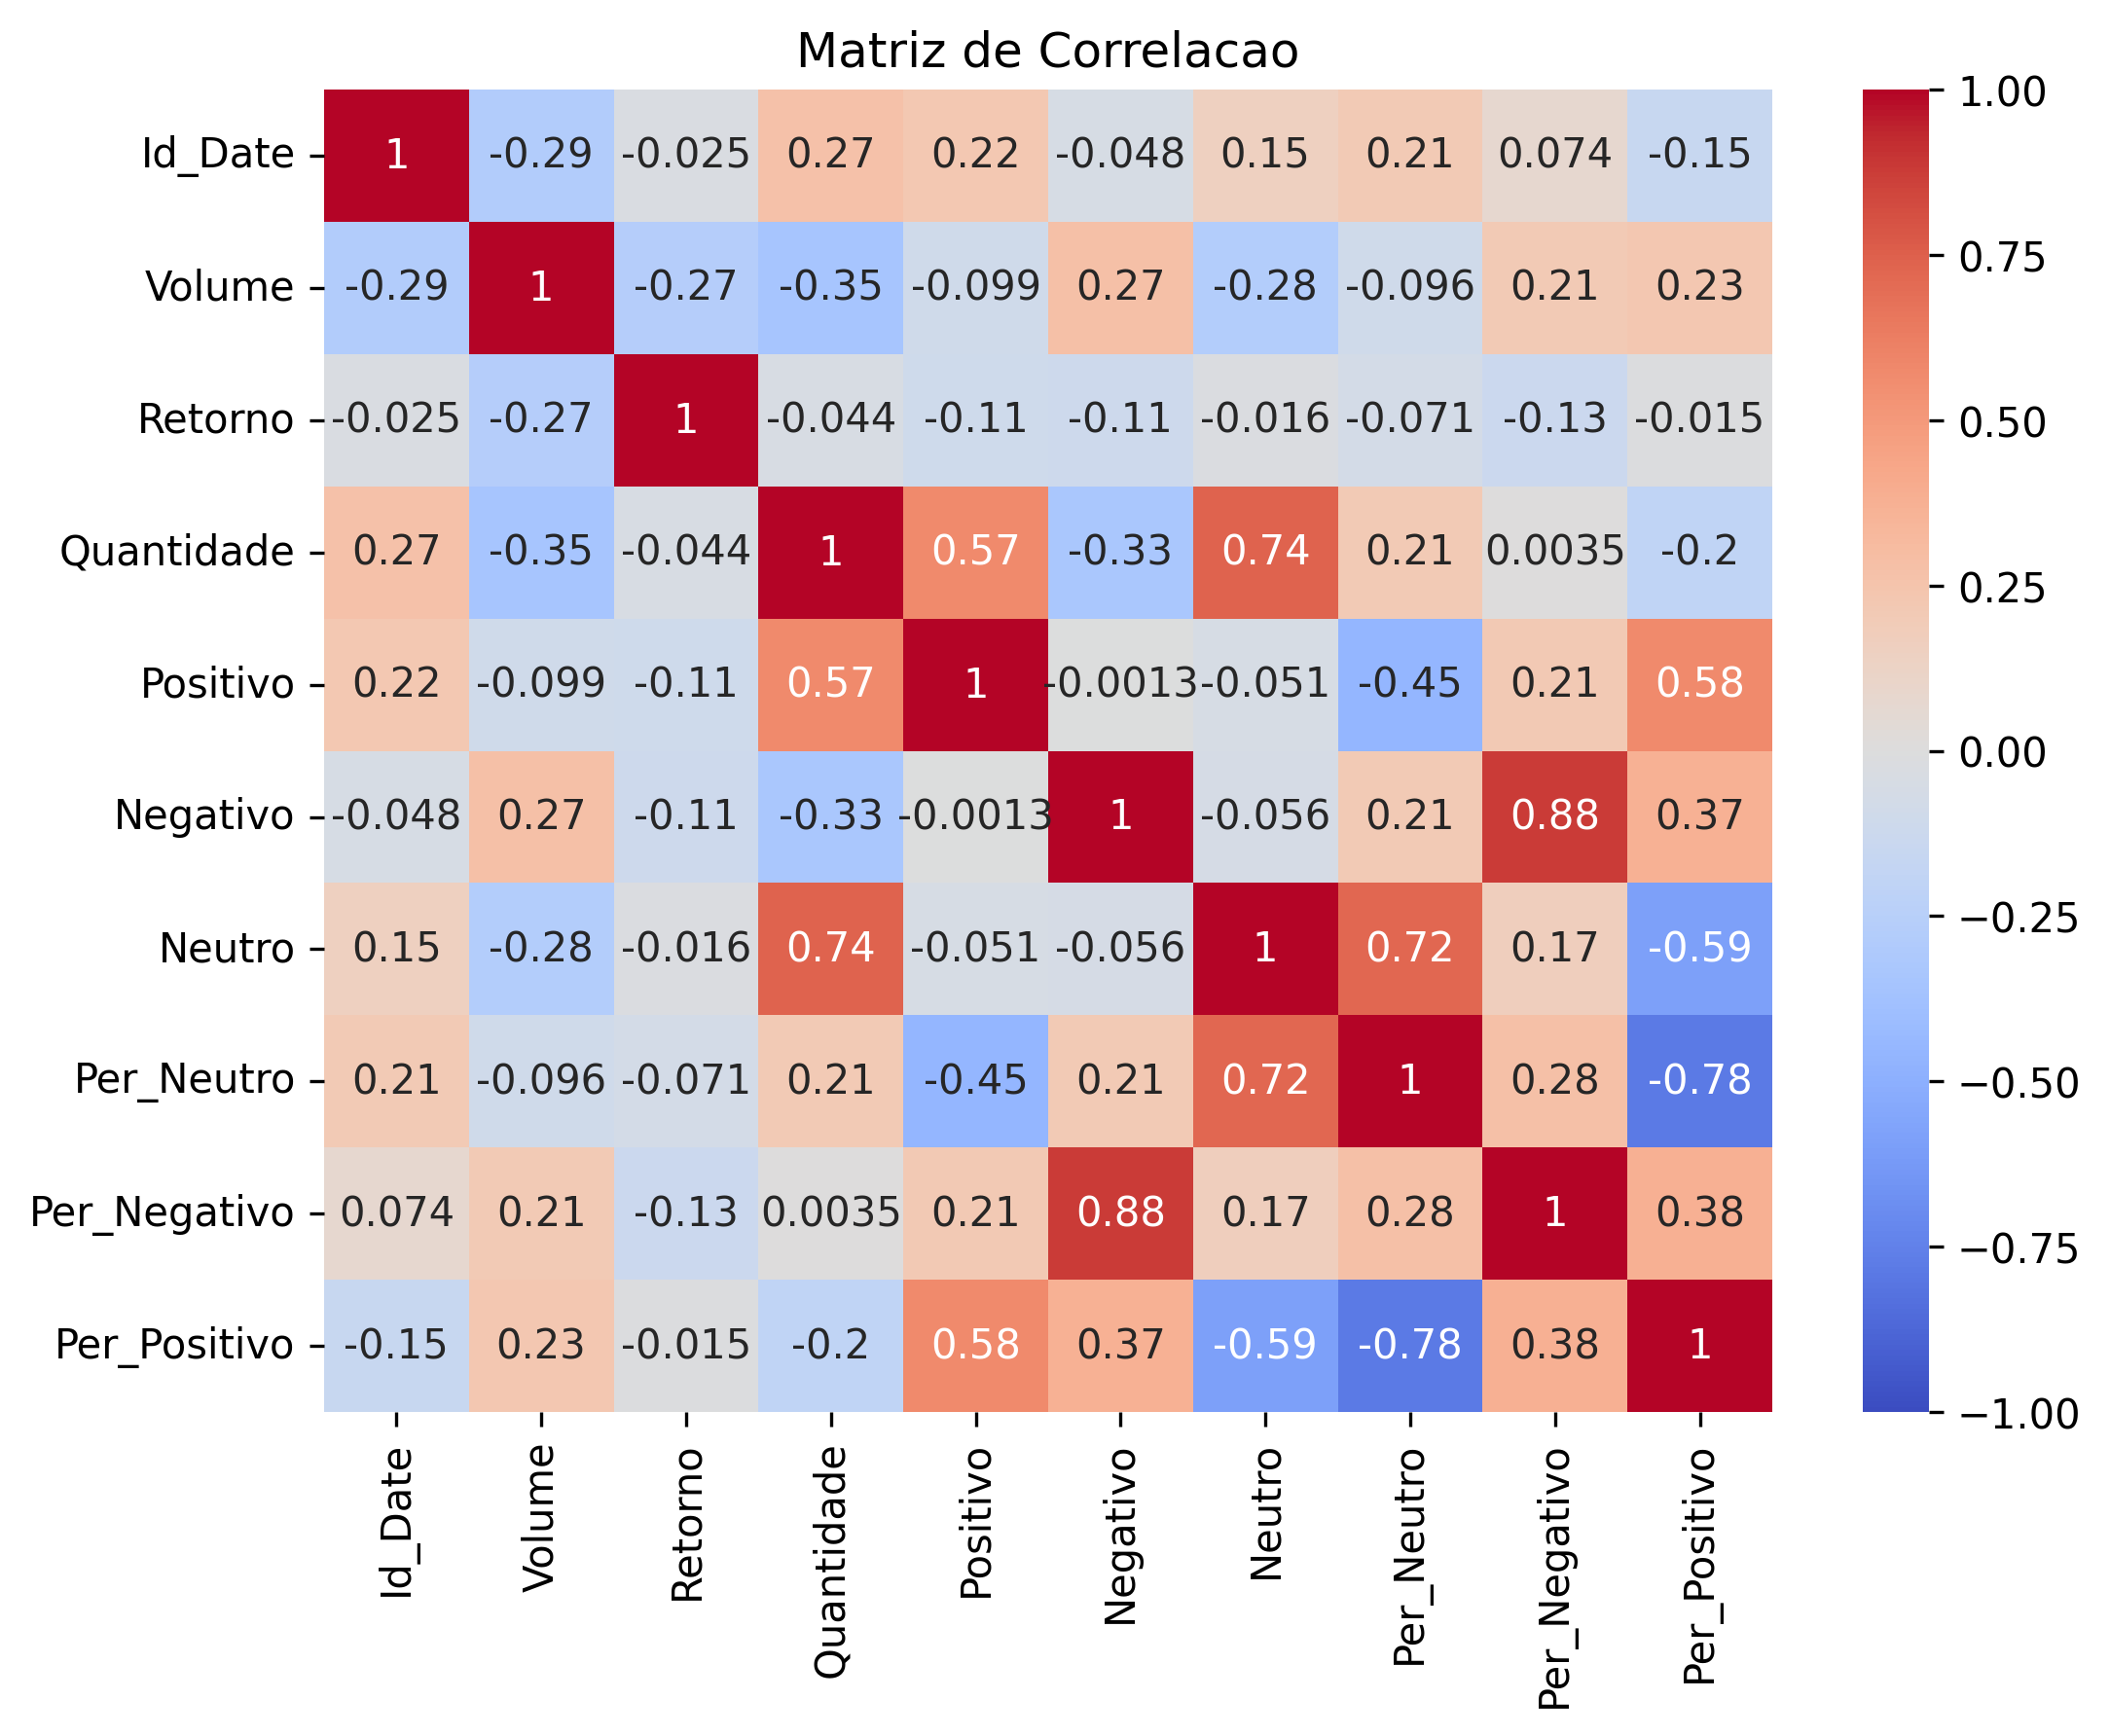 Matriz de Correlacao
Id_Date 1 -0.29 -0.025 0.27 0.22 -0.048 0.15 0.21 0.074 -0.15
Volume -0.29 1 -0.27 -0.35 -0.099 0.27 -0.28 -0.096 0.21 0.23
Retorno -0.025 -0.27 1 -0.044 -0.11 -0.11 -0.016 -0.071 -0.13 -0.015
Quantidade 0.27 -0.35 -0.044 1 0.57 -0.33 0.74 0.21 0.0035 -0.2
Positivo 0.22 -0.099 -0.11 0.57 1 -0.0013 -0.051 -0.45 0.21 0.58
Negativo -0.048 0.27 -0.11 -0.33 -0.0013 1 -0.056 0.21 0.88 0.37
Neutro 0.15 -0.28 -0.016 0.74 -0.051 -0.056 1 0.72 0.17 -0.59
Per_Neutro 0.21 -0.096 -0.071 0.21 -0.45 0.21 0.72 1 0.28 -0.78
Per_Negativo 0.074 0.21 -0.13 0.0035 0.21 0.88 0.17 0.28 1 0.38
Per_Positivo -0.15 0.23 -0.015 -0.2 0.58 0.37 -0.59 -0.78 0.38 1
Id_Date Volume Retorno Quantidade Positivo Negativo Neutro Per_Neutro Per_Negativo Per_Positivo
1.00
0.75
0.50
0.25
0.00
−0.25
−0.50
−0.75
−1.00